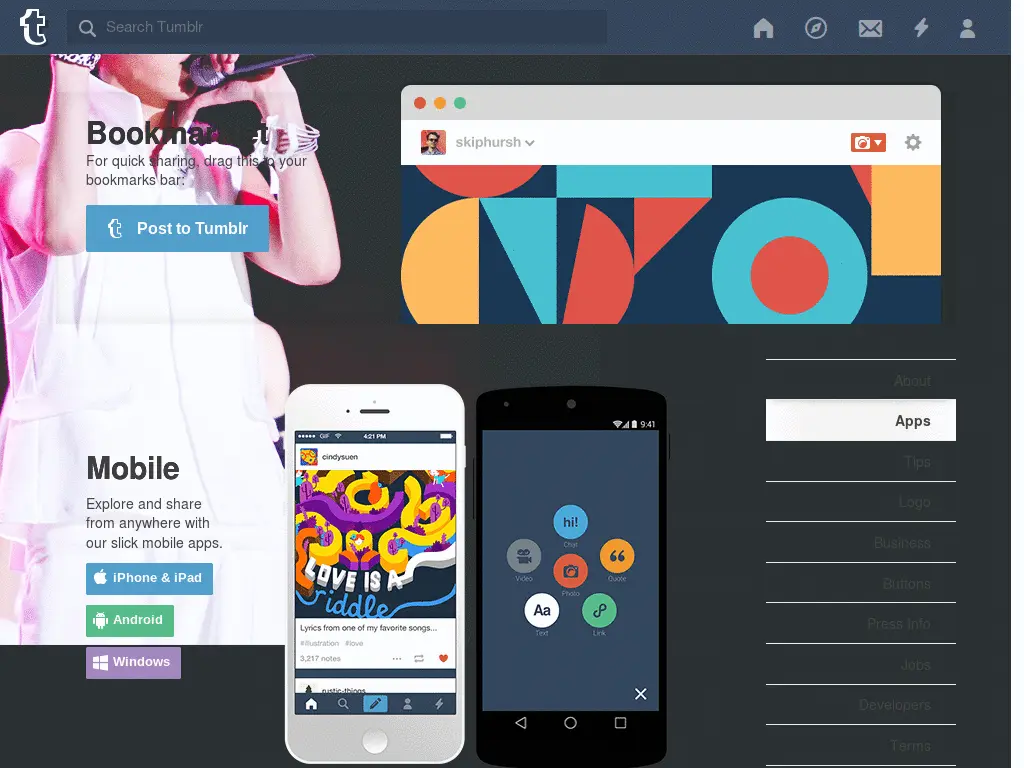 Search Tumblr
Bookmarklet
For quick sharing, drag this to your
bookmarks bar:
Post to Tumblr
skiphursh
Mobile
Explore and share
from anywhere with
our slick mobile apps.
iPhone & iPad
Android
Windows
GIF 4:21 PM
cindysuen
LOVE IS A
riddle
Lyrics from one of my favorite songs...
#illustration #love
3,217 notes
rustic-things
9:41
hi!
Chat
Video
Photo
Quote
Aa
Text
Link
About
Apps
Tips
Logo
Business
Buttons
Press Info
Jobs
Developers
Terms